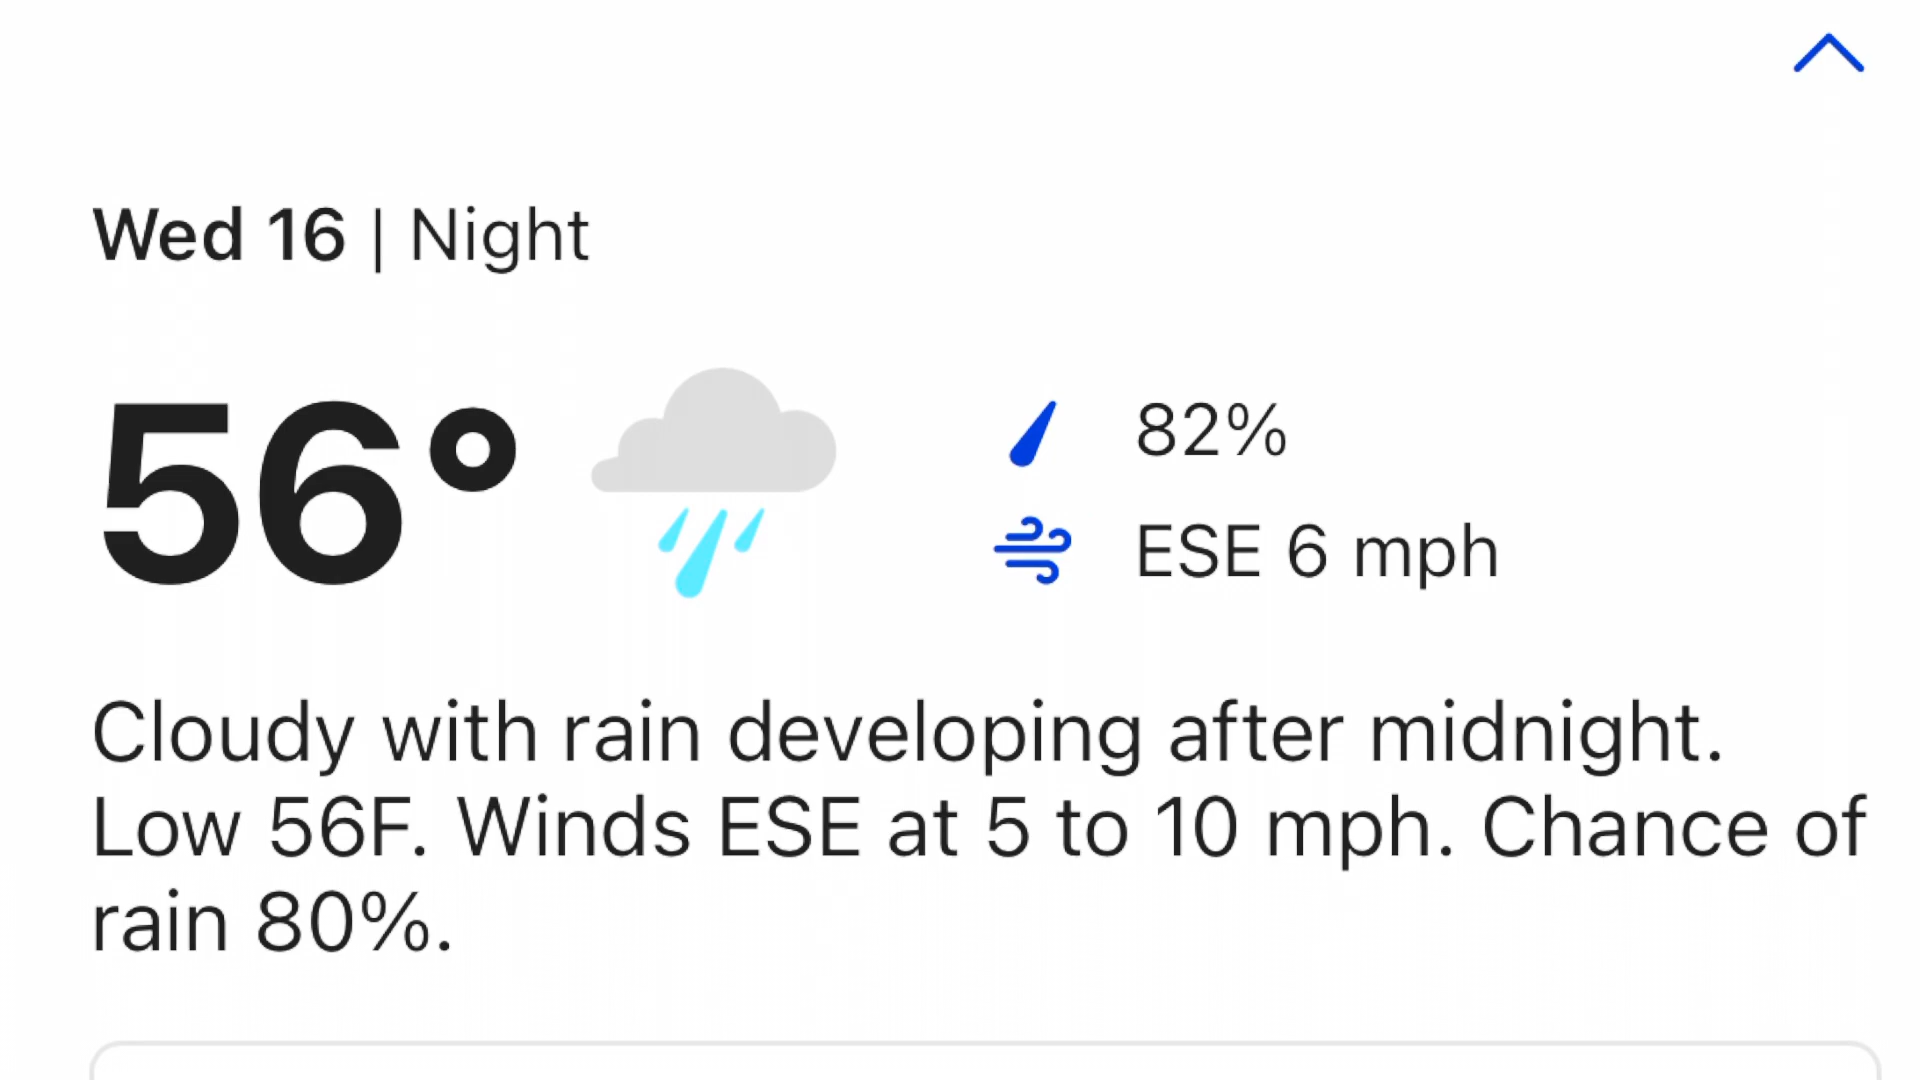 Wed 16 | Night
56°
82%
ESE 6 mph
Cloudy with rain developing after midnight.
Low 56F. Winds ESE at 5 to 10 mph. Chance of
rain 80%.